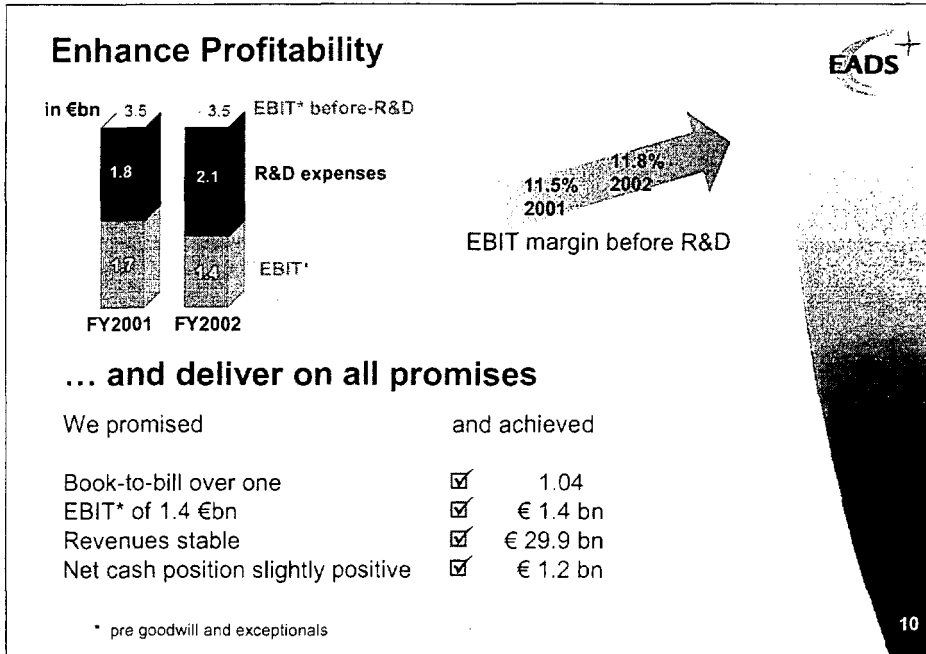 Enhance Profitability
EADS
in €bn 3.5 3.5 EBIT* before-R&D
1.8 2.1 R&D expenses
1.7 1.4 EBIT*
FY2001 FY2002
11.5% 11.8%
2001 2002
EBIT margin before R&D
... and deliver on all promises
We promised and achieved
Book-to-bill over one ☑ 1.04
EBIT* of 1.4 €bn ☑ € 1.4 bn
Revenues stable ☑ € 29.9 bn
Net cash position slightly positive ☑ € 1.2 bn
* pre goodwill and exceptionals
10